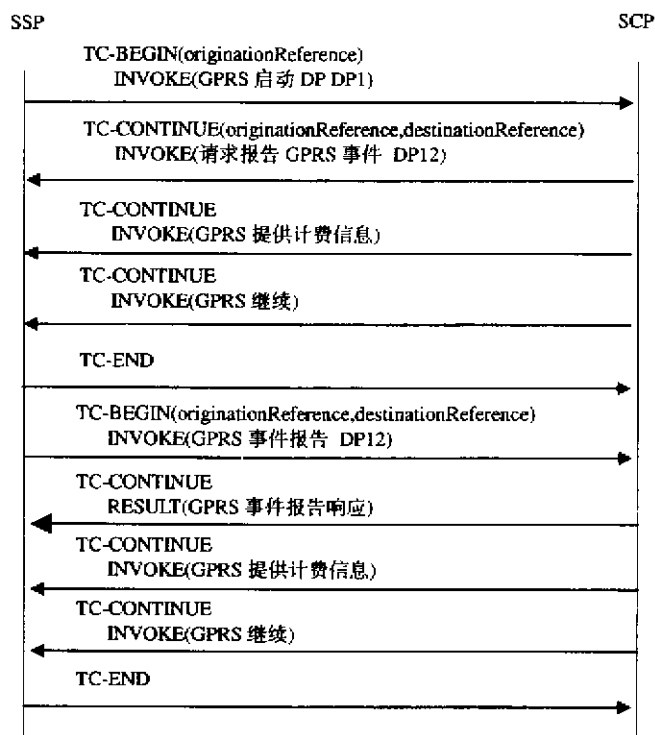 SSP
SCP
TC-BEGIN(originationReference)
INVOKE(GPRS 启动 DP DP1)
TC-CONTINUE(originationReference,destinationReference)
INVOKE(请求报告 GPRS 事件 DP12)
TC-CONTINUE
INVOKE(GPRS 提供计费信息)
TC-CONTINUE
INVOKE(GPRS 继续)
TC-END
TC-BEGIN(originationReference,destinationReference)
INVOKE(GPRS 事件报告 DP12)
TC-CONTINUE
RESULT(GPRS 事件报告响应)
TC-CONTINUE
INVOKE(GPRS 提供计费信息)
TC-CONTINUE
INVOKE(GPRS 继续)
TC-END